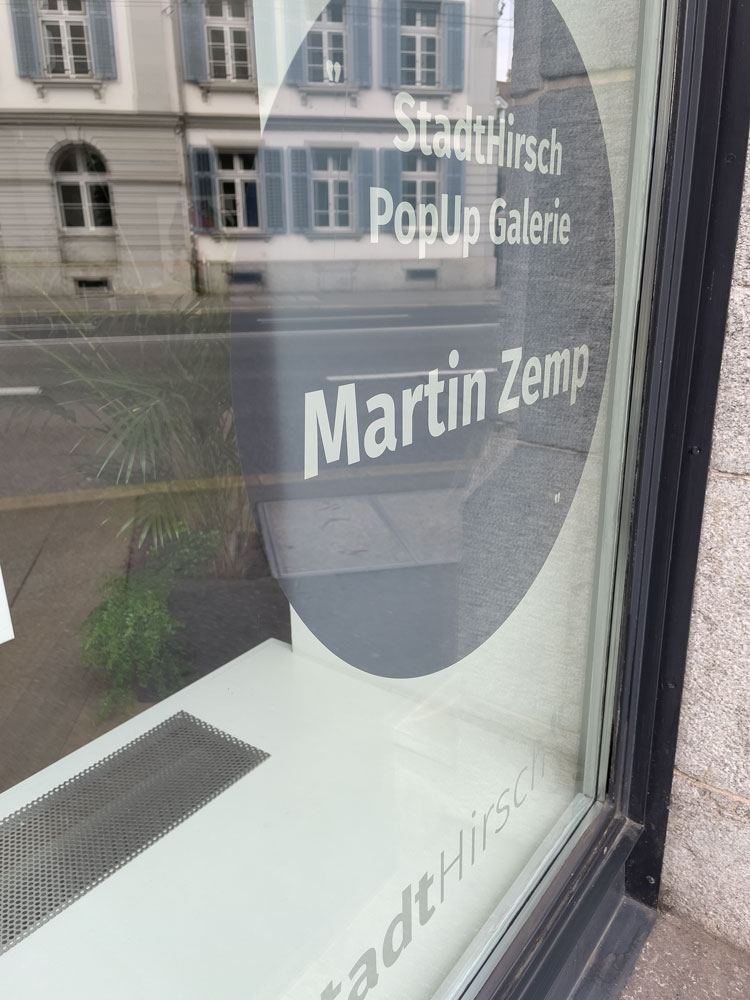 StadtHirsch
PopUp Galerie
Martin Zemp
stadtHirsch